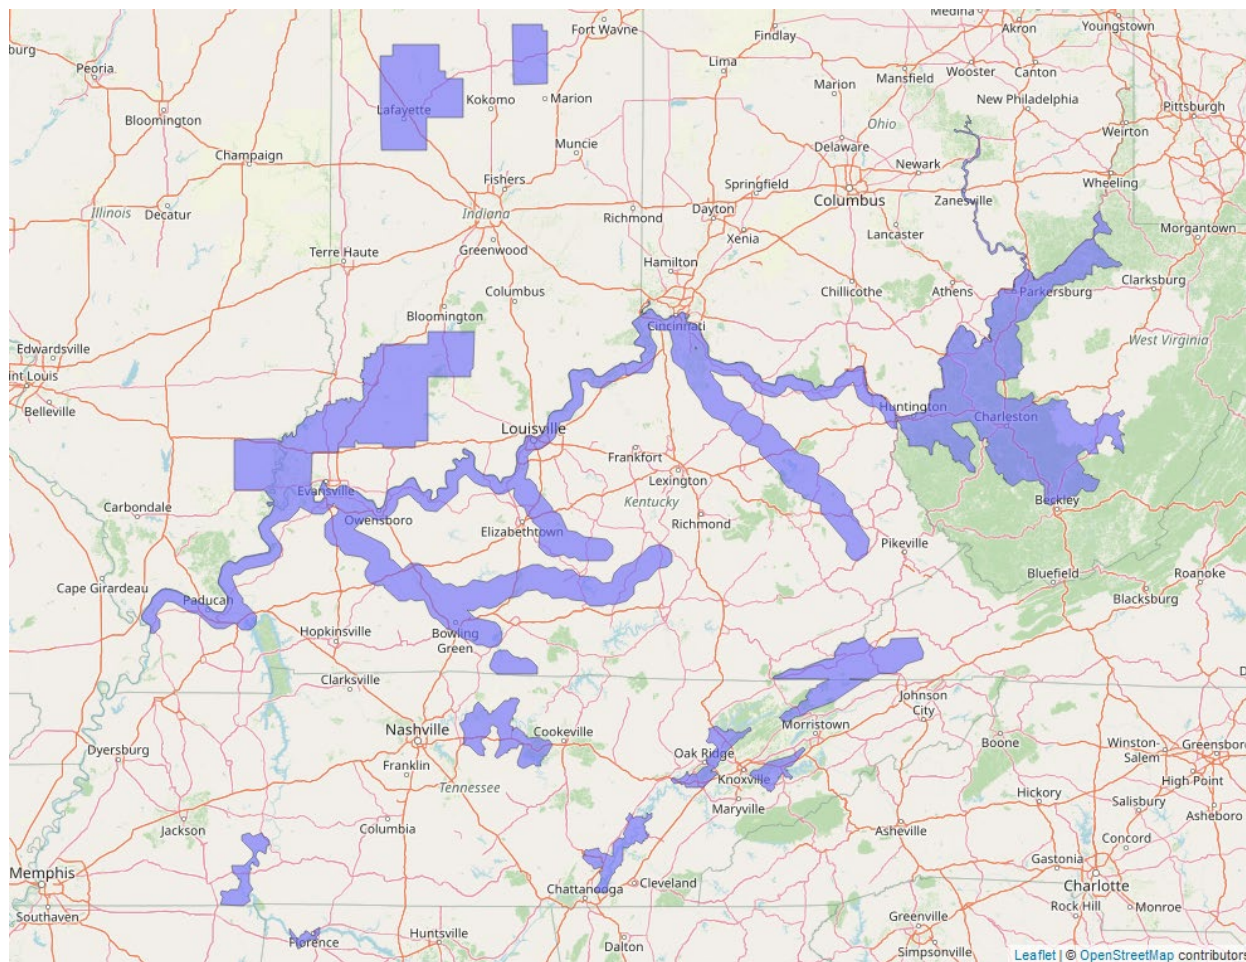 Medina
Akron
Youngstown
burg
Fort Wayne
Findlay
Peoria
Lima
Mansfield
Wooster
Canton
Marion
Lafayette
Kokomo
Marion
New Philadelphia
Pittsburgh
Bloomington
Ohio
Weirton
Champaign
Muncie
Delaware
Newark
Fishers
Springfield
Columbus
Zanesville
Wheeling
Illinois
Decatur
Indiana
Richmond
Dayton
Xenia
Lancaster
Morgantown
Terre Haute
Greenwood
Hamilton
Columbus
Chillicothe
Athens
Parkersburg
Clarksburg
Bloomington
Cincinnati
West Virginia
Edwardsville
int Louis
Belleville
Huntington
Charleston
Louisville
Frankfort
Lexington
Evansville
Carbondale
Owensboro
Kentucky
Beckley
Elizabethtown
Richmond
Pikeville
Cape Girardeau
Bluefield
Roanoke
Paducah
Blacksburg
Hopkinsville
Bowling
Green
Clarksville
Johnson
City
Nashville
Cookeville
Morristown
Boone
Winston-
Salem
Greensboro
Dyersburg
Franklin
Oak Ridge
Knoxville
Tennessee
High Point
Hickory
Salisbury
Maryville
Asheboro
Jackson
Columbia
Asheville
Concord
Gastonia
Memphis
Chattanooga
Cleveland
Charlotte
Southaven
Rock Hill
Monroe
Greenville
Florence
Huntsville
Dalton
Simpsonville
Leaflet | © OpenStreetMap contributors